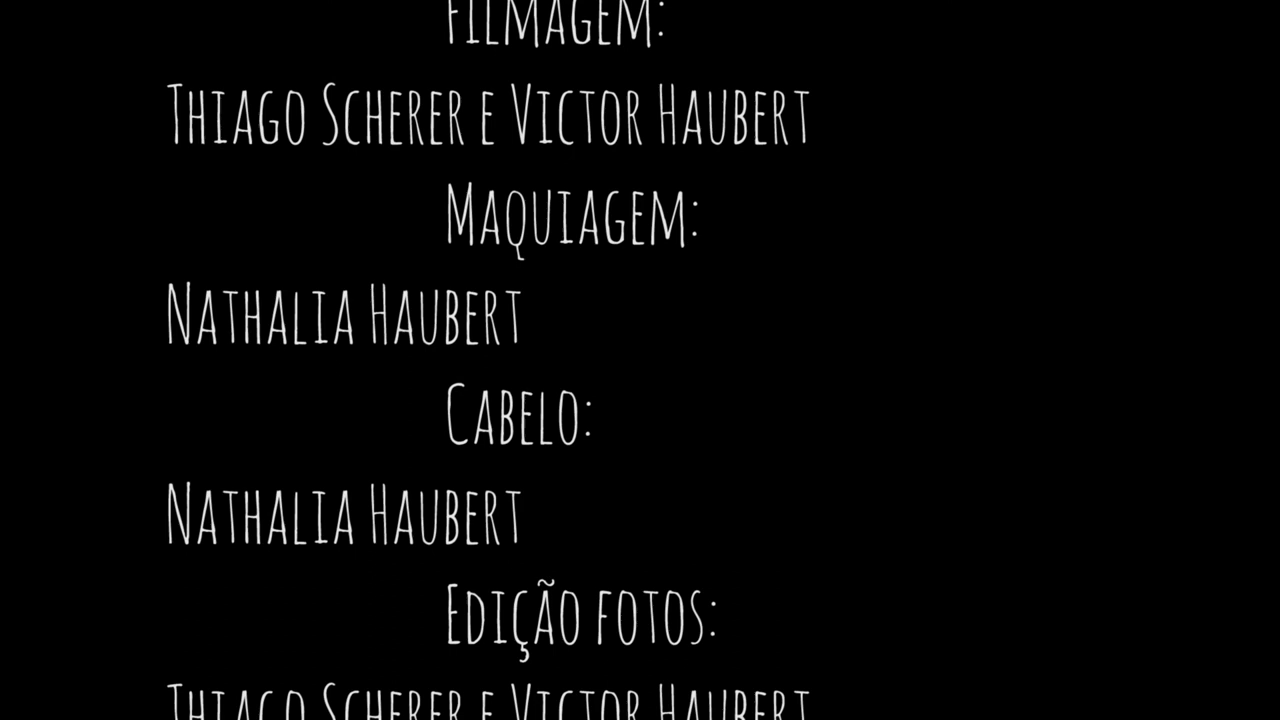 Filmagem:
Thiago Scherer e Victor Haubert
Maquiagem:
Nathalia Haubert
Cabelo:
Nathalia Haubert
Edição fotos:
Thiago Scherer e Victor Haubert